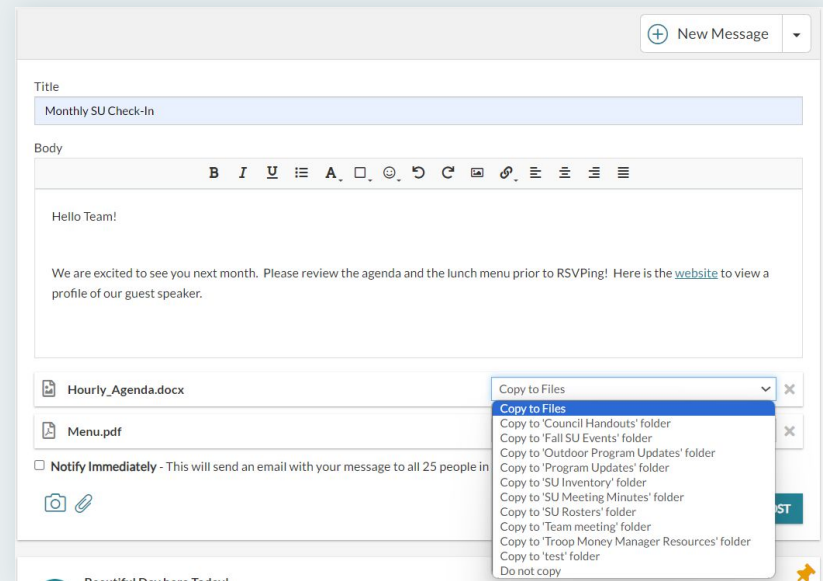 New Message
Title
Monthly SU Check-In
Body
B I U A
Hello Team!
We are excited to see you next month. Please review the agenda and the lunch menu prior to RSVPing! Here is the website to view a
profile of our guest speaker.
Hourly_Agenda.docx
Copy to Files
Copy to Files
Menu.pdf
Copy to 'Council Handouts' folder
Copy to 'Fall SU Events' folder
Copy to 'Outdoor Program Updates' folder
Notify Immediately - This will send an email with your message to all 25 people in
Copy to 'Program Updates' folder
Copy to 'SU Inventory' folder
Copy to 'SU Meeting Minutes' folder
Copy to 'SU Rosters' folder
Copy to 'Team meeting' folder
Copy to 'Troop Money Manager Resources' folder
Copy to 'test' folder
Do not copy